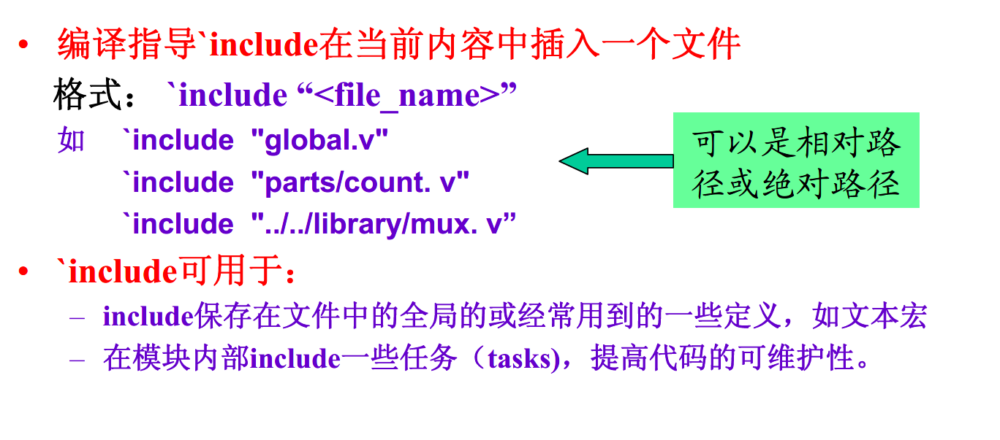 • 编译指导`include在当前内容中插入一个文件
格式： `include “<file_name>”
如 `include "global.v"
`include "parts/count. v"
`include "../../library/mux. v”
可以是相对路
径或绝对路径
• `include可用于：
– include保存在文件中的全局的或经常用到的一些定义，如文本宏
– 在模块内部include一些任务（tasks)，提高代码的可维护性。